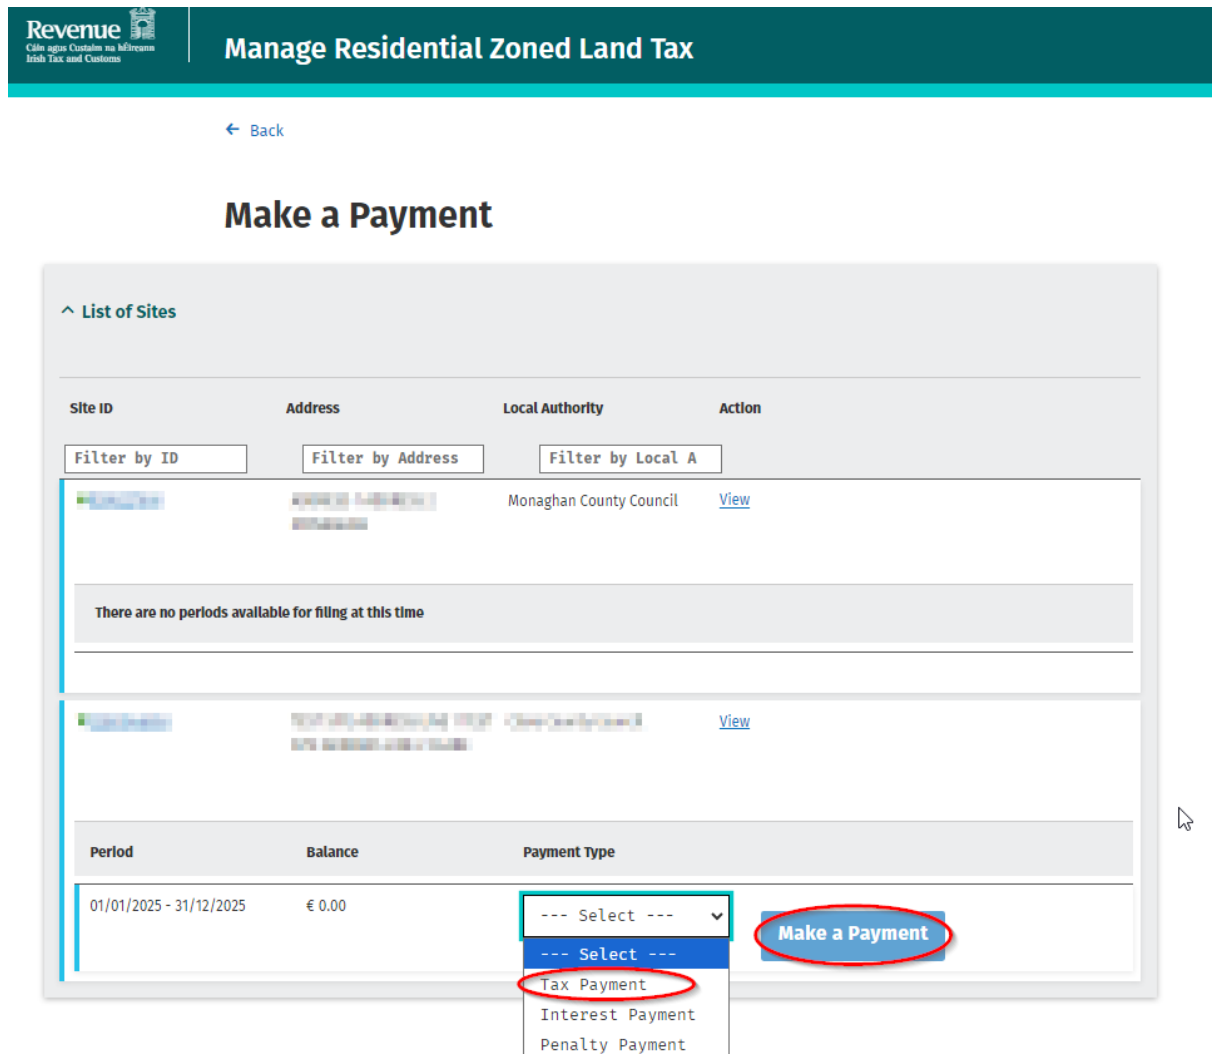 Revenue
Cáin agus Custaim na hÉireann
Irish Tax and Customs
Manage Residential Zoned Land Tax
← Back
Make a Payment
List of Sites
Site ID Address Local Authority Action
Filter by ID Filter by Address Filter by Local A
Monaghan County Council View
There are no periods available for filing at this time
View
Period Balance Payment Type
01/01/2025 - 31/12/2025 € 0.00 --- Select ---
Make a Payment
--- Select ---
Tax Payment
Interest Payment
Penalty Payment